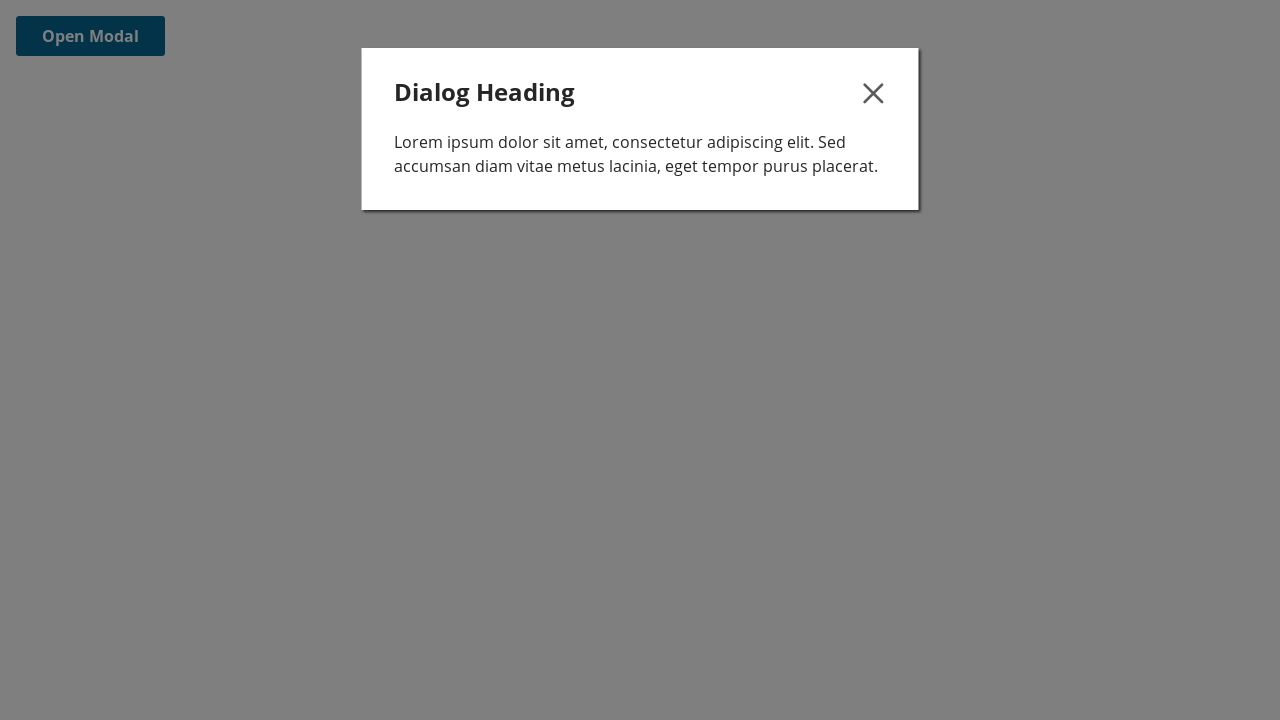 Open Modal
Dialog Heading
Lorem ipsum dolor sit amet, consectetur adipiscing elit. Sed
accumsan diam vitae metus lacinia, eget tempor purus placerat.